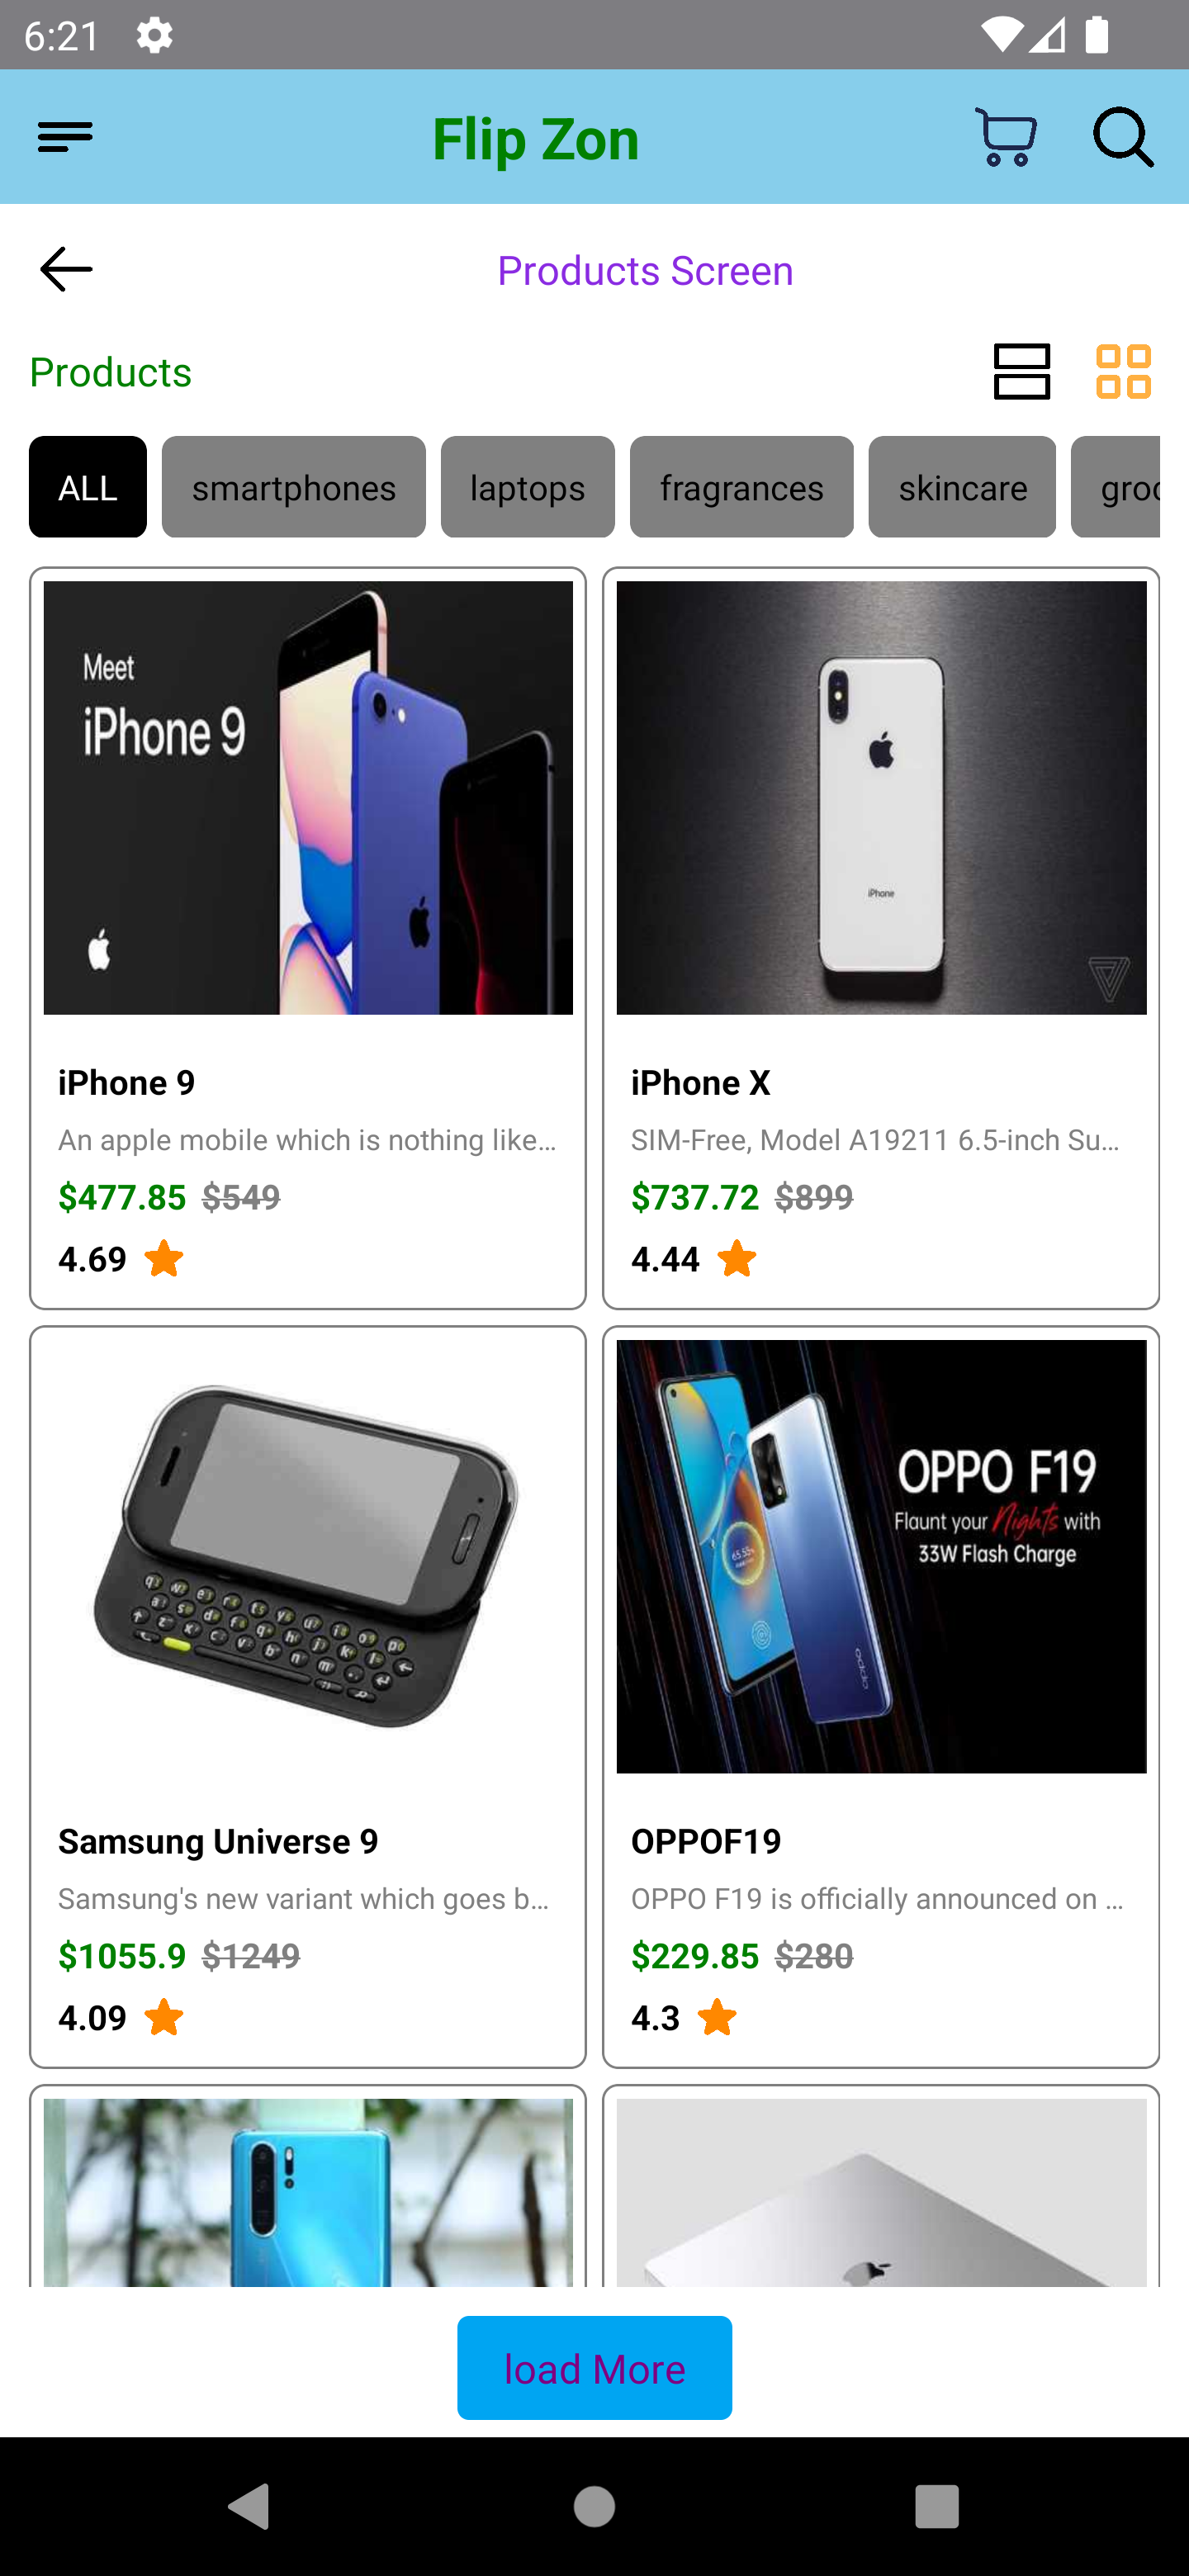 6:21
Flip Zon
Products Screen
Products
ALL
smartphones
laptops
fragrances
skincare
groc
Meet
iPhone 9
iPhone
iPhone 9
An apple mobile which is nothing like...
$477.85 $549
4.69
iPhone X
SIM-Free, Model A19211 6.5-inch Su...
$737.72 $899
4.44
OPPO F19
Flaunt your Nights with
33W Flash Charge
oppo
Samsung Universe 9
Samsung's new variant which goes b...
$1055.9 $1249
4.09
OPPOF19
OPPO F19 is officially announced on ...
$229.85 $280
4.3
load More